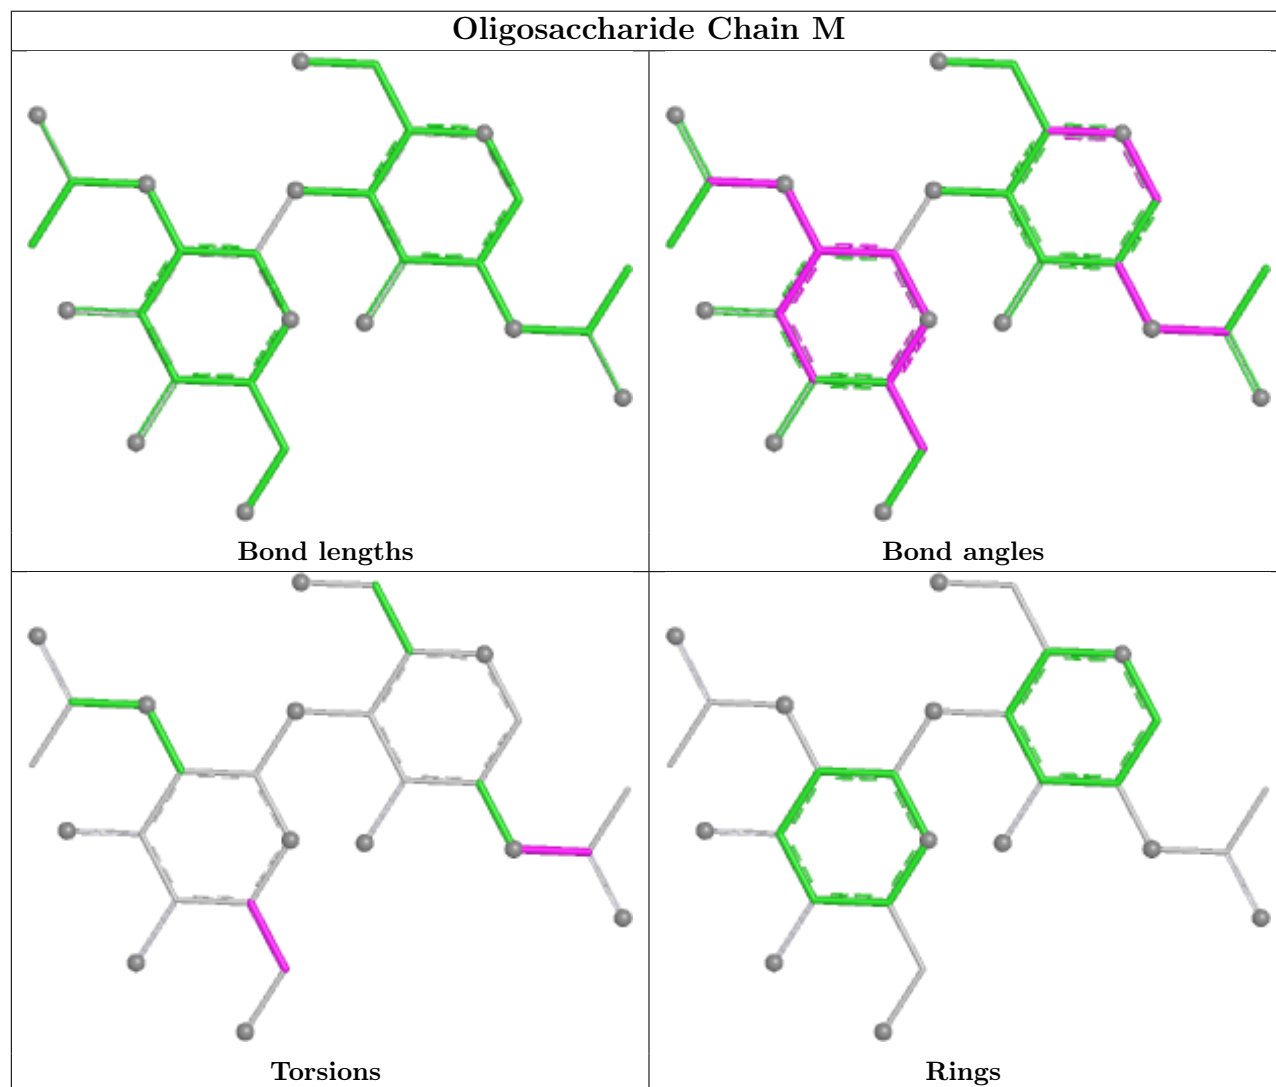 Oligosaccharide Chain M
Bond lengths
Bond angles
Torsions
Rings